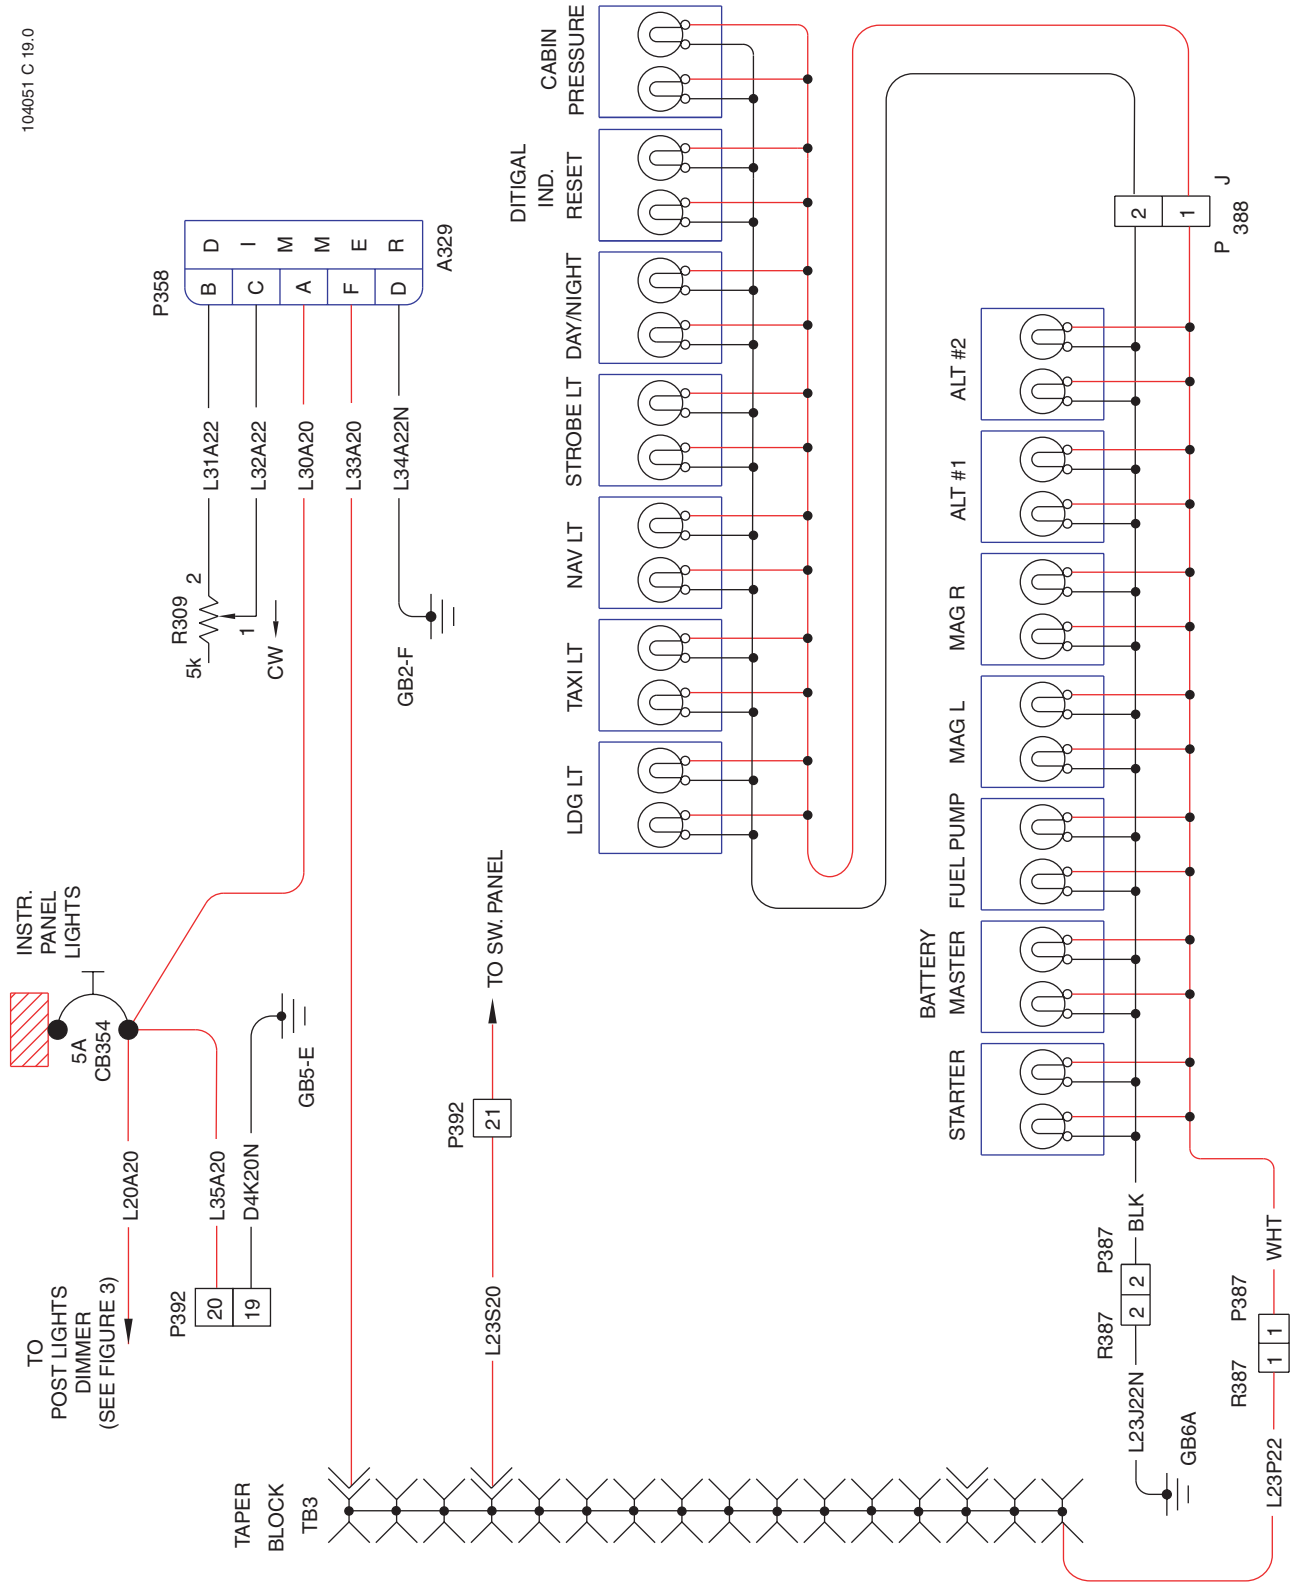 104051 C 19.0
INSTR.
PANEL
LIGHTS
5A
CB354
TO
POST LIGHTS
DIMMER
(SEE FIGURE 3)
L20A20
L35A20
D4K20N
P392
20
19
GB5-E
P358
B
C
A
F
D
D
I
M
M
E
R
A329
L31A22
L32A22
L30A20
L33A20
L34A22N
R309
5k
2
1
CW
GB2-F
TAPER
BLOCK
TB3
L23S20
P392
21
TO SW. PANEL
LDG LT
TAXI LT
NAV LT
STROBE LT
DAY/NIGHT
DITIGAL
IND.
RESET
CABIN
PRESSURE
STARTER
BATTERY
MASTER
FUEL PUMP
MAG L
MAG R
ALT #1
ALT #2
2
1
P
J
388
GB6A
L23J22N
R387
P387
2
2
BLK
L23P22
R387
P387
1
1
WHT